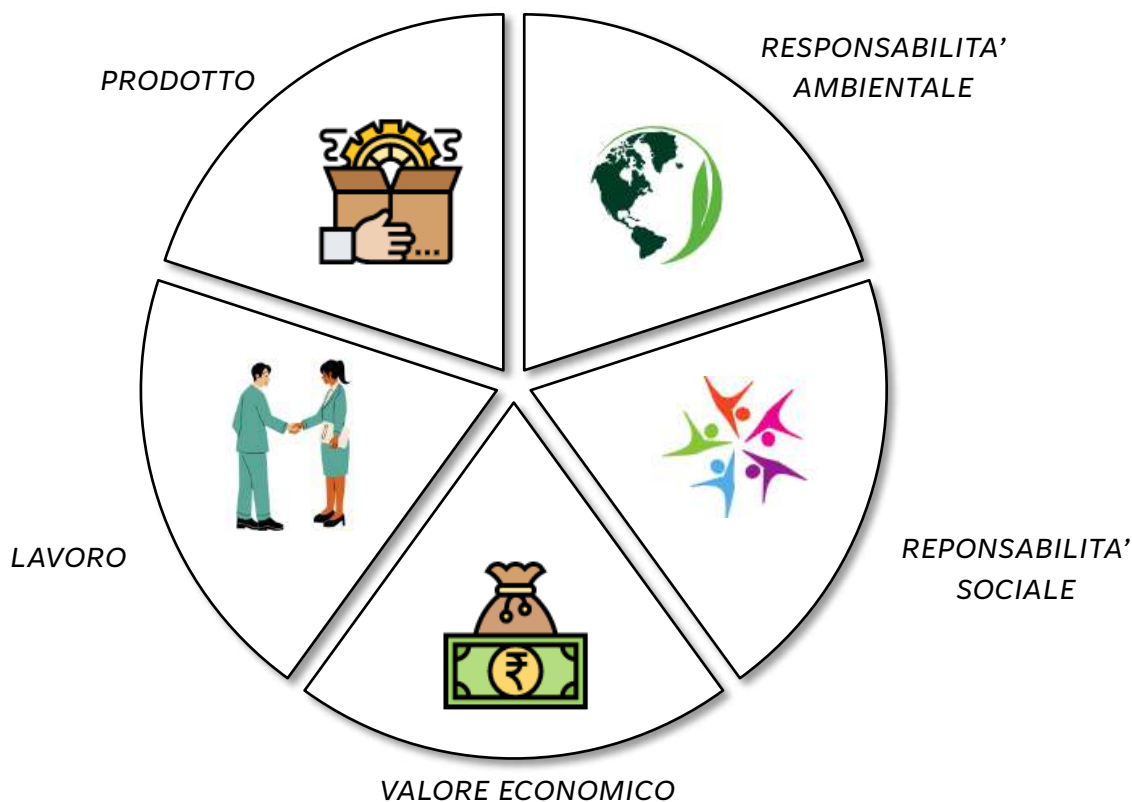 PRODOTTO
RESPONSABILITA’
AMBIENTALE
LAVORO
REPONSABILITA’
SOCIALE
₹
VALORE ECONOMICO